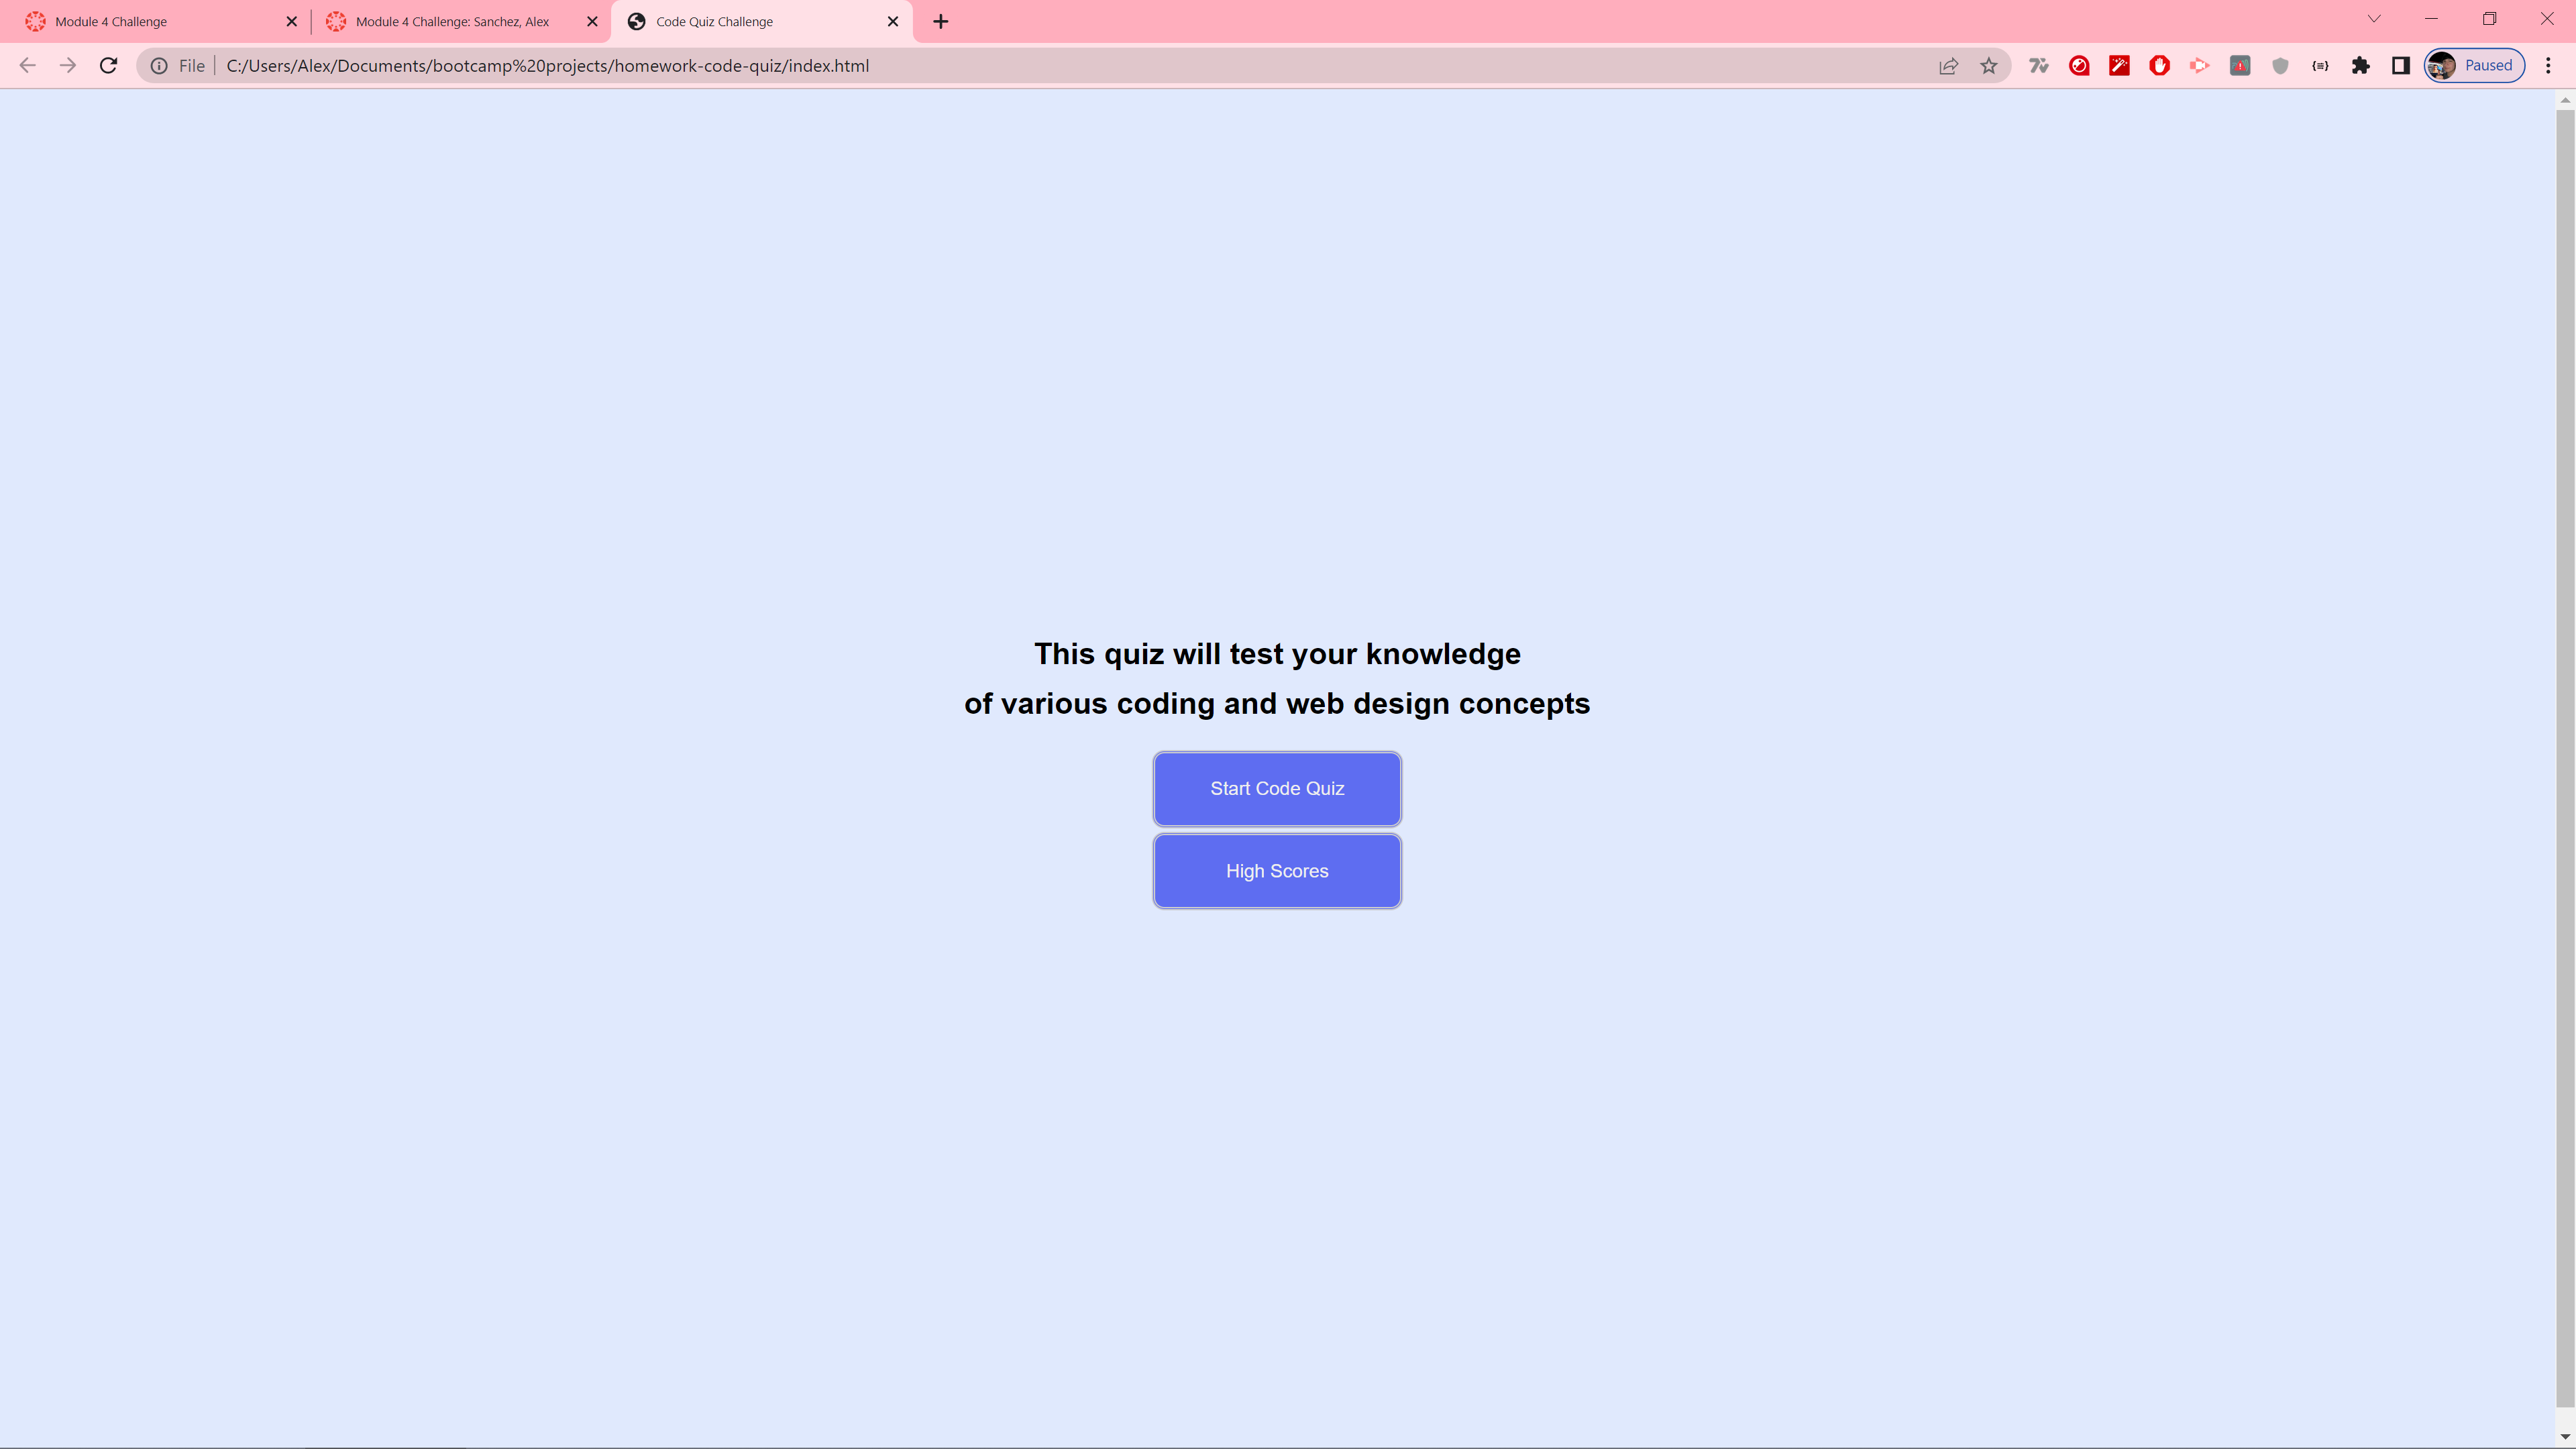 Module 4 Challenge
Module 4 Challenge: Sanchez, Alex
Code Quiz Challenge
File
C:/Users/Alex/Documents/bootcamp%20projects/homework-code-quiz/index.html
Paused
This quiz will test your knowledge
of various coding and web design concepts
Start Code Quiz
High Scores